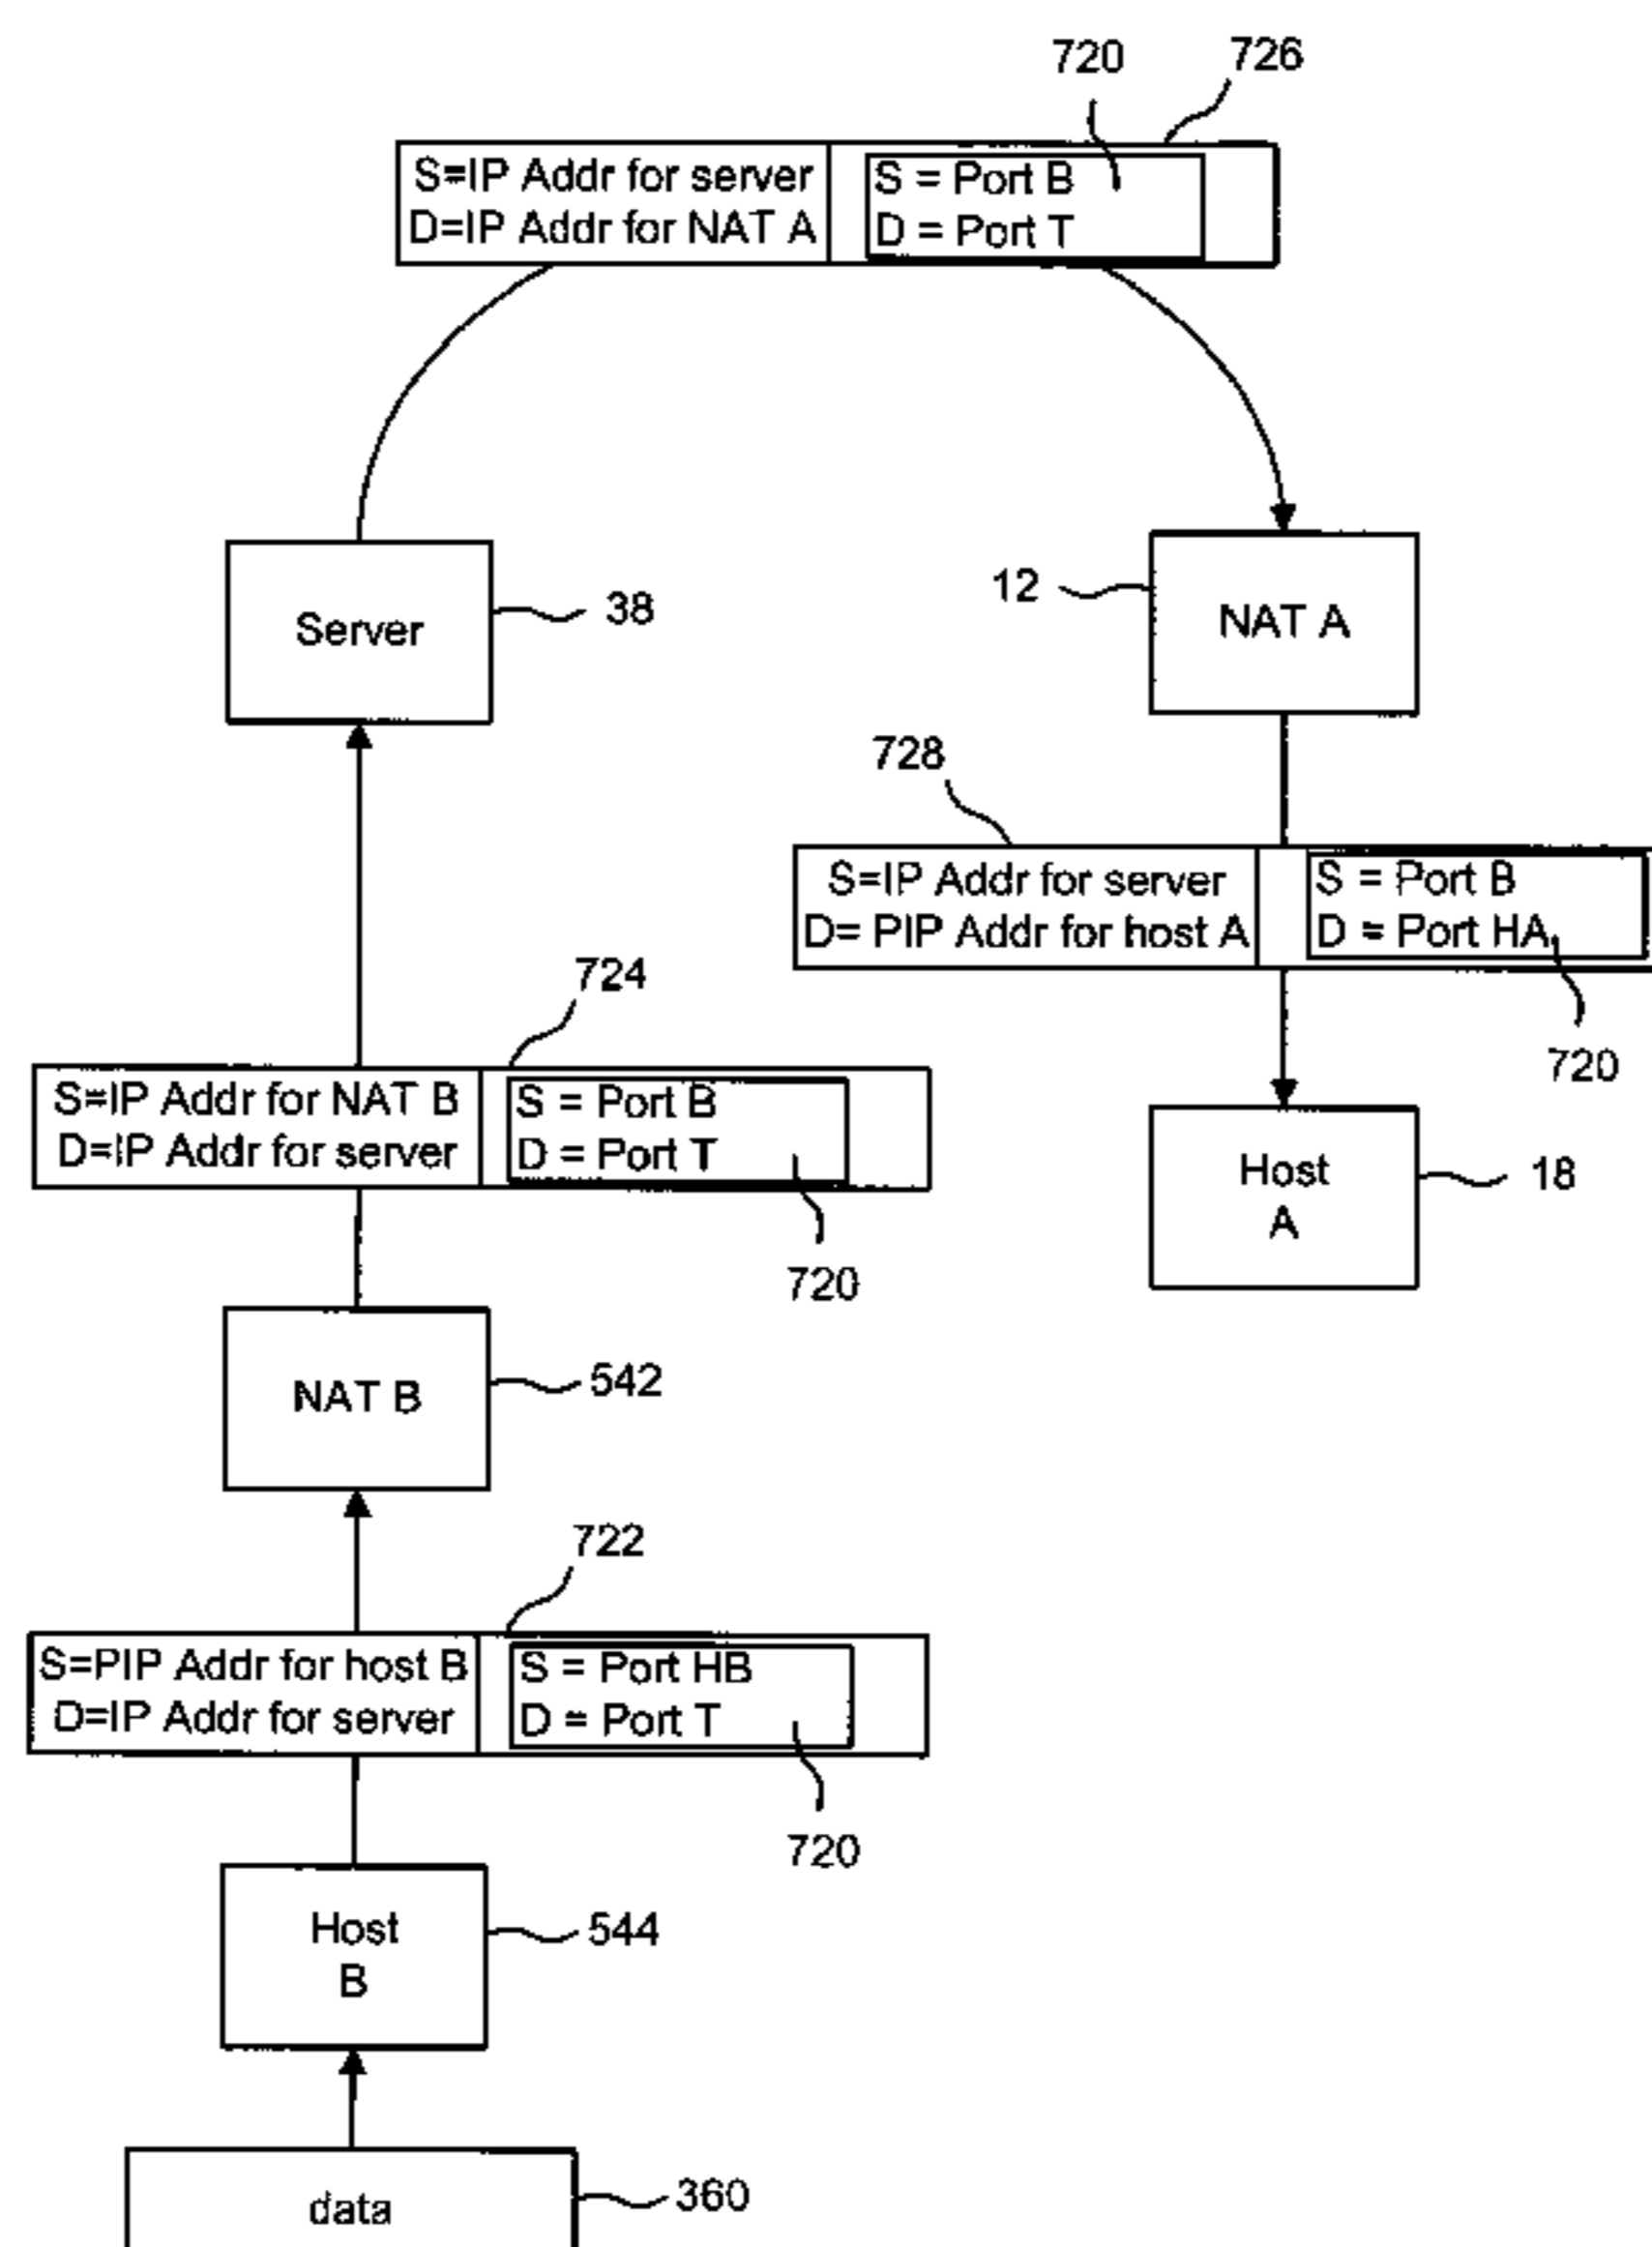 720
726
S=IP Addr for server
D=IP Addr for NAT A
S = Port B
D = Port T
Server
38
12
NAT A
728
S=IP Addr for server
D= PIP Addr for host A
S = Port B
D = Port HA
720
724
S=IP Addr for NAT B
D=IP Addr for server
S = Port B
D = Port T
720
Host
A
18
NAT B
542
722
S=PIP Addr for host B
D=IP Addr for server
S = Port HB
D = Port T
720
Host
B
544
data
360